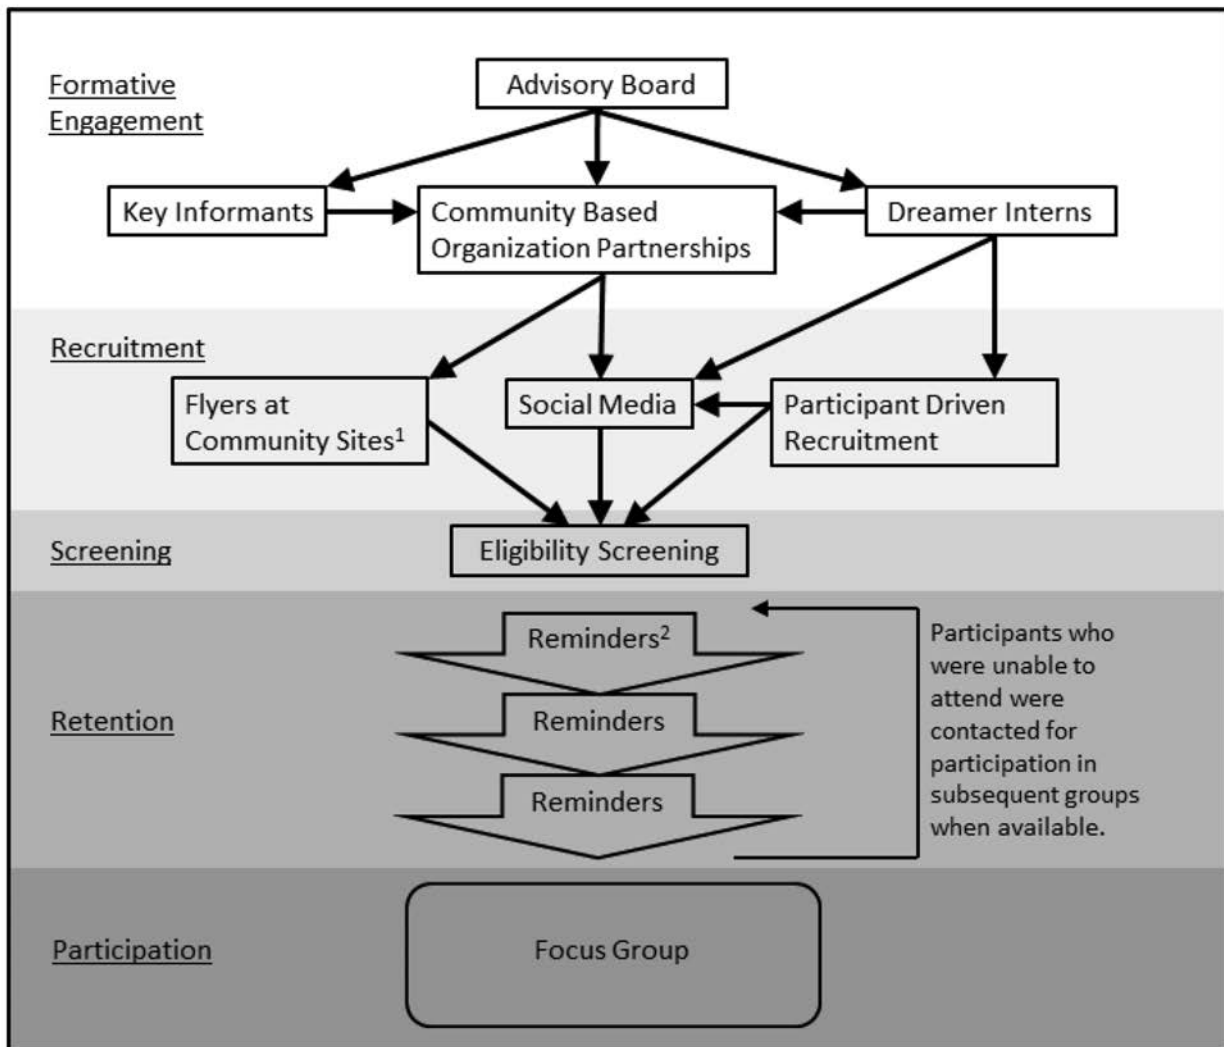 Formative
Engagement
Advisory Board
Key Informants
Community Based
Organization Partnerships
Dreamer Interns
Recruitment
Flyers at
Community Sites¹
Social Media
Participant Driven
Recruitment
Screening
Eligibility Screening
Retention
Reminders²
Reminders
Reminders
Participants who
were unable to
attend were
contacted for
participation in
subsequent groups
when available.
Participation
Focus Group